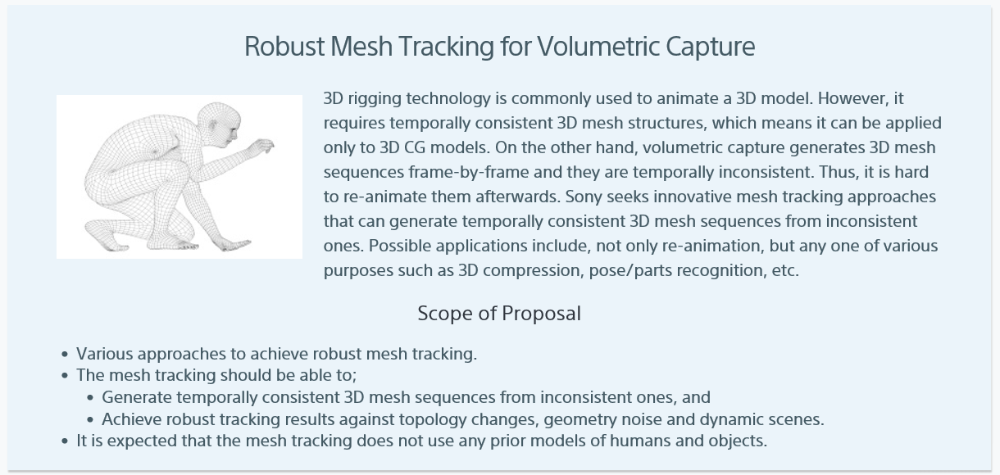 Robust Mesh Tracking for Volumetric Capture
3D rigging technology is commonly used to animate a 3D model. However, it
requires temporally consistent 3D mesh structures, which means it can be applied
only to 3D CG models. On the other hand, volumetric capture generates 3D mesh
sequences frame-by-frame and they are temporally inconsistent. Thus, it is hard
to re-animate them afterwards. Sony seeks innovative mesh tracking approaches
that can generate temporally consistent 3D mesh sequences from inconsistent
ones. Possible applications include, not only re-animation, but any one of various
purposes such as 3D compression, pose/parts recognition, etc.
Scope of Proposal
• Various approaches to achieve robust mesh tracking.
• The mesh tracking should be able to;
• Generate temporally consistent 3D mesh sequences from inconsistent ones, and
• Achieve robust tracking results against topology changes, geometry noise and dynamic scenes.
• It is expected that the mesh tracking does not use any prior models of humans and objects.